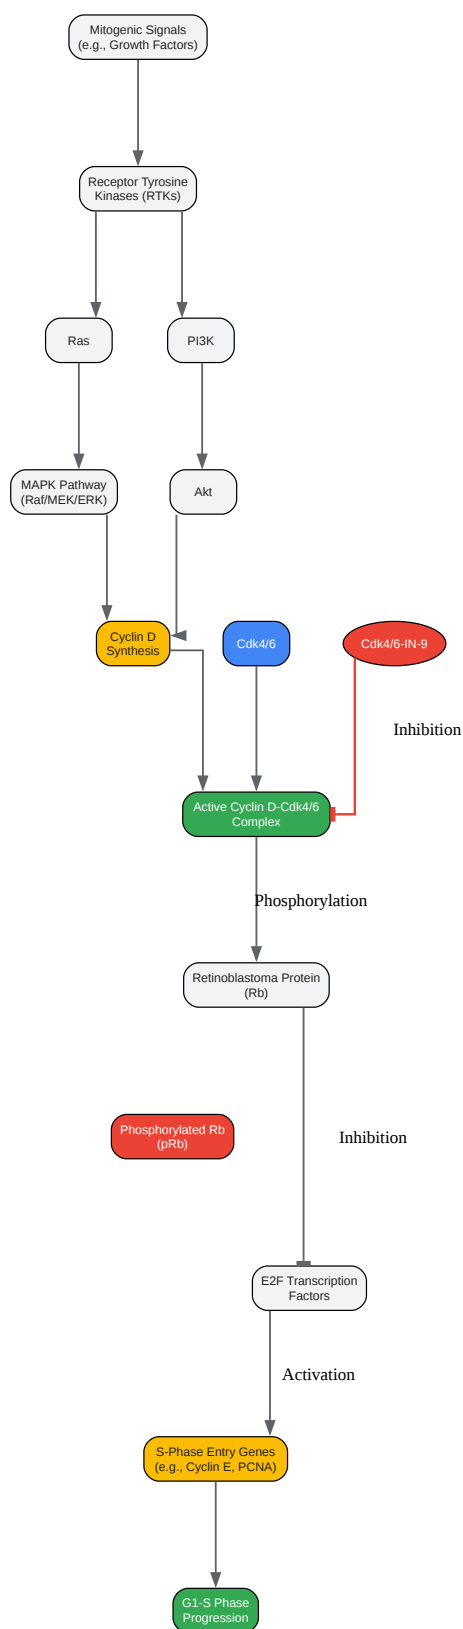 Mitogenic Signals
(e.g., Growth Factors)
Receptor Tyrosine
Kinases (RTKs)
Ras
PI3K
MAPK Pathway
(Raf/MEK/ERK)
Akt
Cyclin D
Synthesis
Cdk4/6
Cdk4/6-IN-9
Inhibition
Active Cyclin D-Cdk4/6
Complex
Phosphorylation
Retinoblastoma Protein
(Rb)
Phosphorylated Rb
(pRb)
Inhibition
E2F Transcription
Factors
Activation
S-Phase Entry Genes
(e.g., Cyclin E, PCNA)
G1-S Phase
Progression